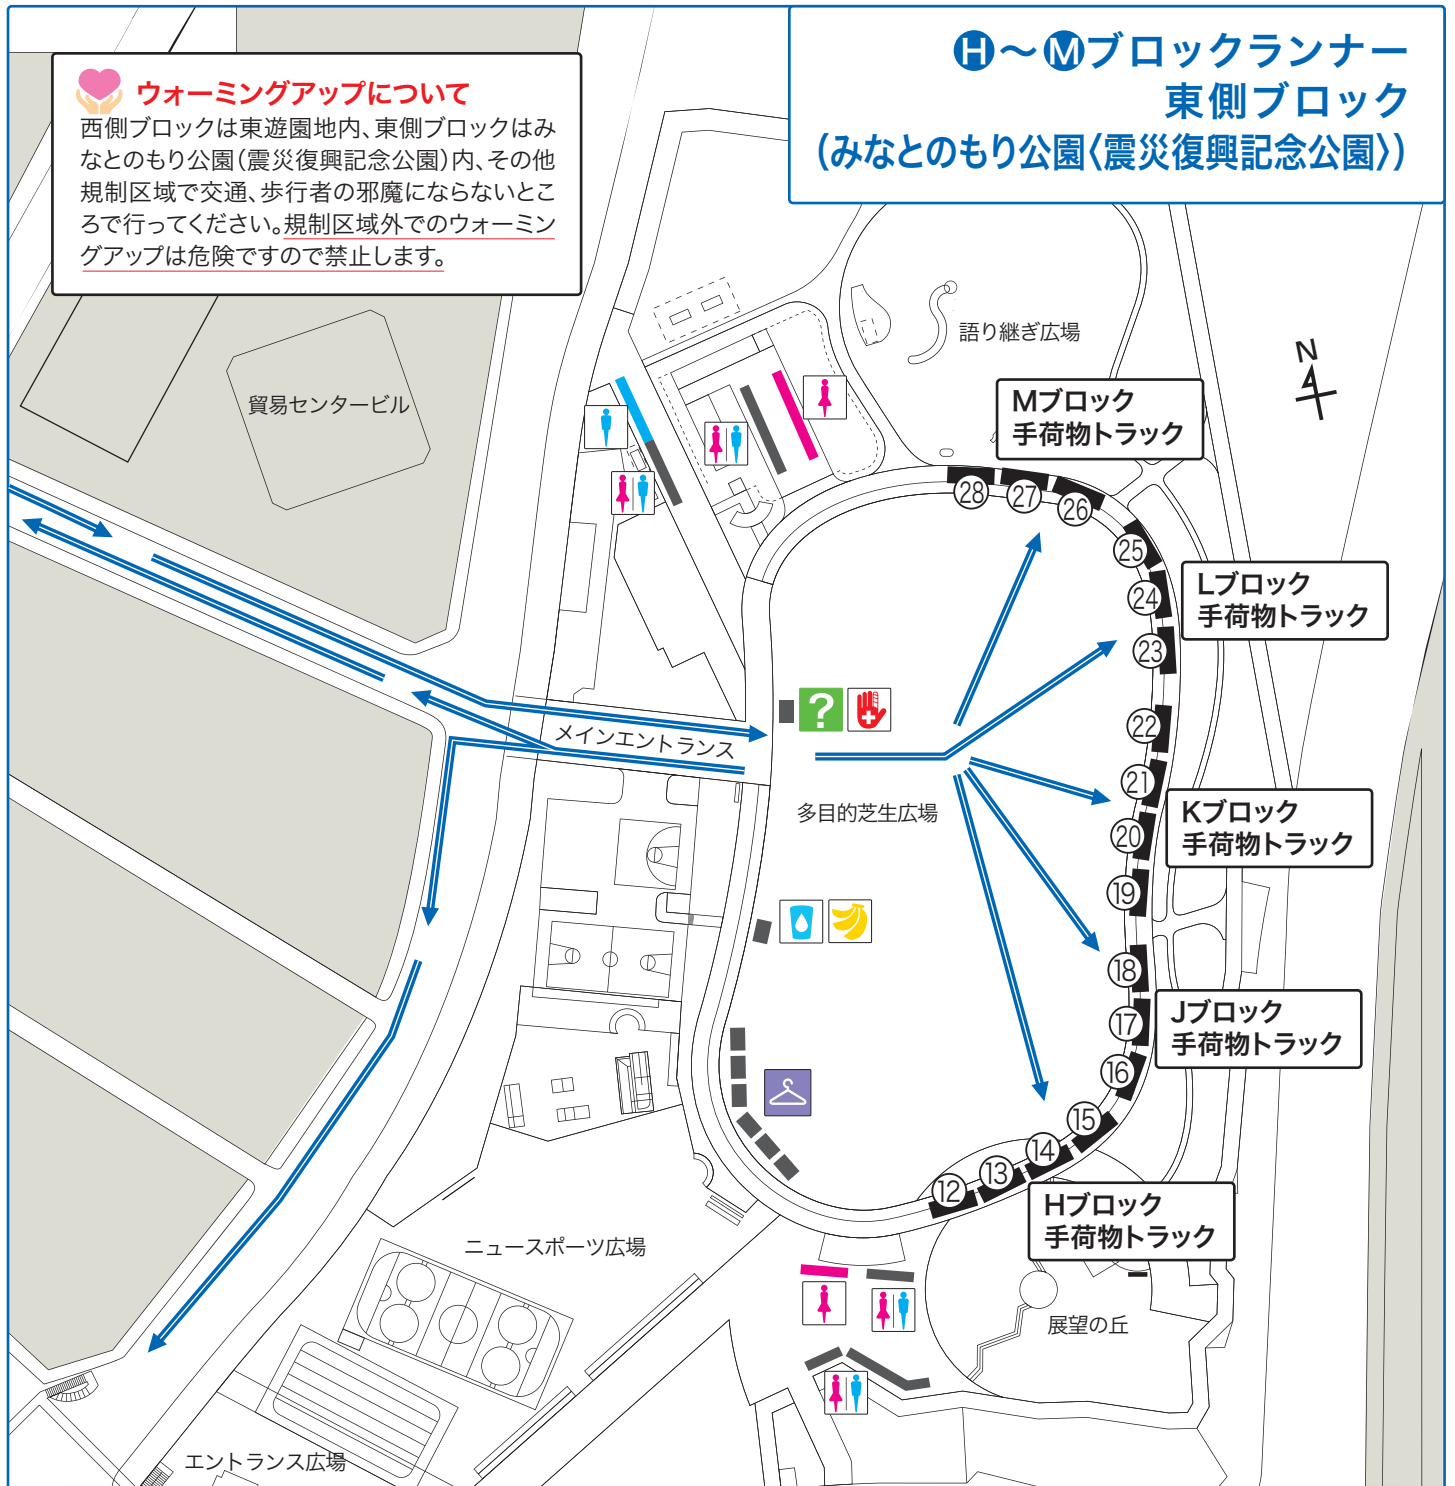 Ⓗ～Ⓜブロックランナー
東側ブロック
(みなとのもり公園〈震災復興記念公園〉)
ウォーミングアップについて
西側ブロックは東遊園地内、東側ブロックはみ
なとのもり公園(震災復興記念公園)内、その他
規制区域で交通、歩行者の邪魔にならないとこ
ろで行ってください。規制区域外でのウォーミン
グアップは危険ですので禁止します。
語り継ぎ広場
N
貿易センタービル
Mブロック
手荷物トラック
㉘
㉗
㉖
㉕
Lブロック
手荷物トラック
㉔
㉓
?
メインエントランス
㉒
㉑
多目的芝生広場
Kブロック
手荷物トラック
⑳
⑲
⑱
Jブロック
手荷物トラック
⑰
⑯
⑮
⑭
⑬
⑫
Hブロック
手荷物トラック
ニュースポーツ広場
展望の丘
エントランス広場